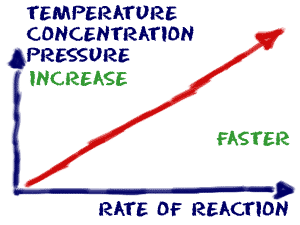 TEMPERATURE
CONCENTRATION
PRESSURE
INCREASE
FASTER
RATE OF REACTION